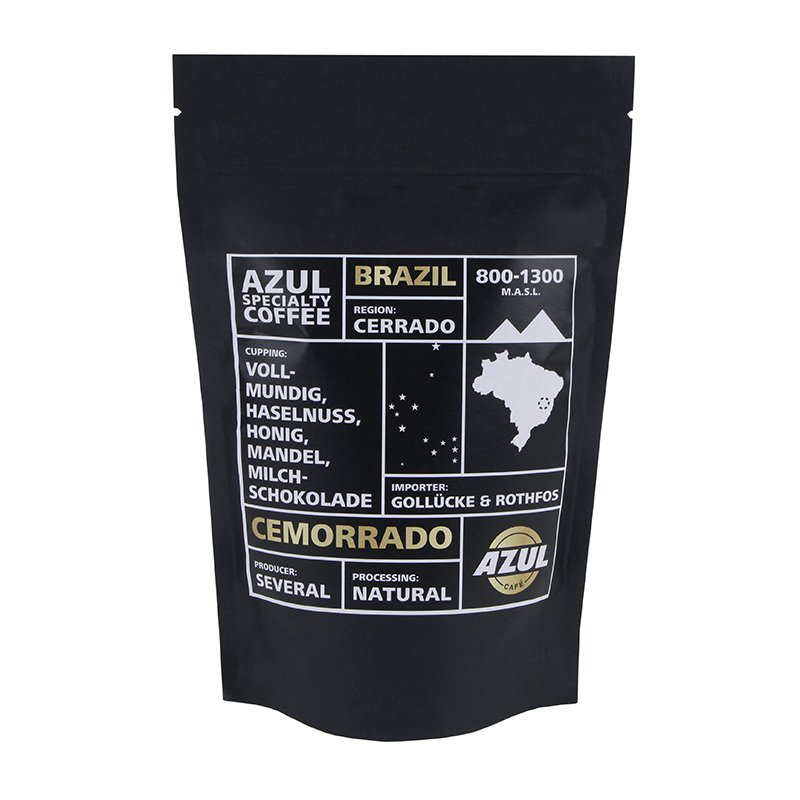 AZUL
SPECIALTY
COFFEE
BRAZIL
REGION:
CERRADO
800-1300
M.A.S.L.
CUPPING:
VOLL-
MUNDIG,
HASELNUSS,
HONIG,
MANDEL,
MILCH-
SCHOKOLADE
IMPORTER:
GOLLÜCKE & ROTHFOS
CEMORRADO
PRODUCER:
SEVERAL
PROCESSING:
NATURAL
AZUL
CAFÉ